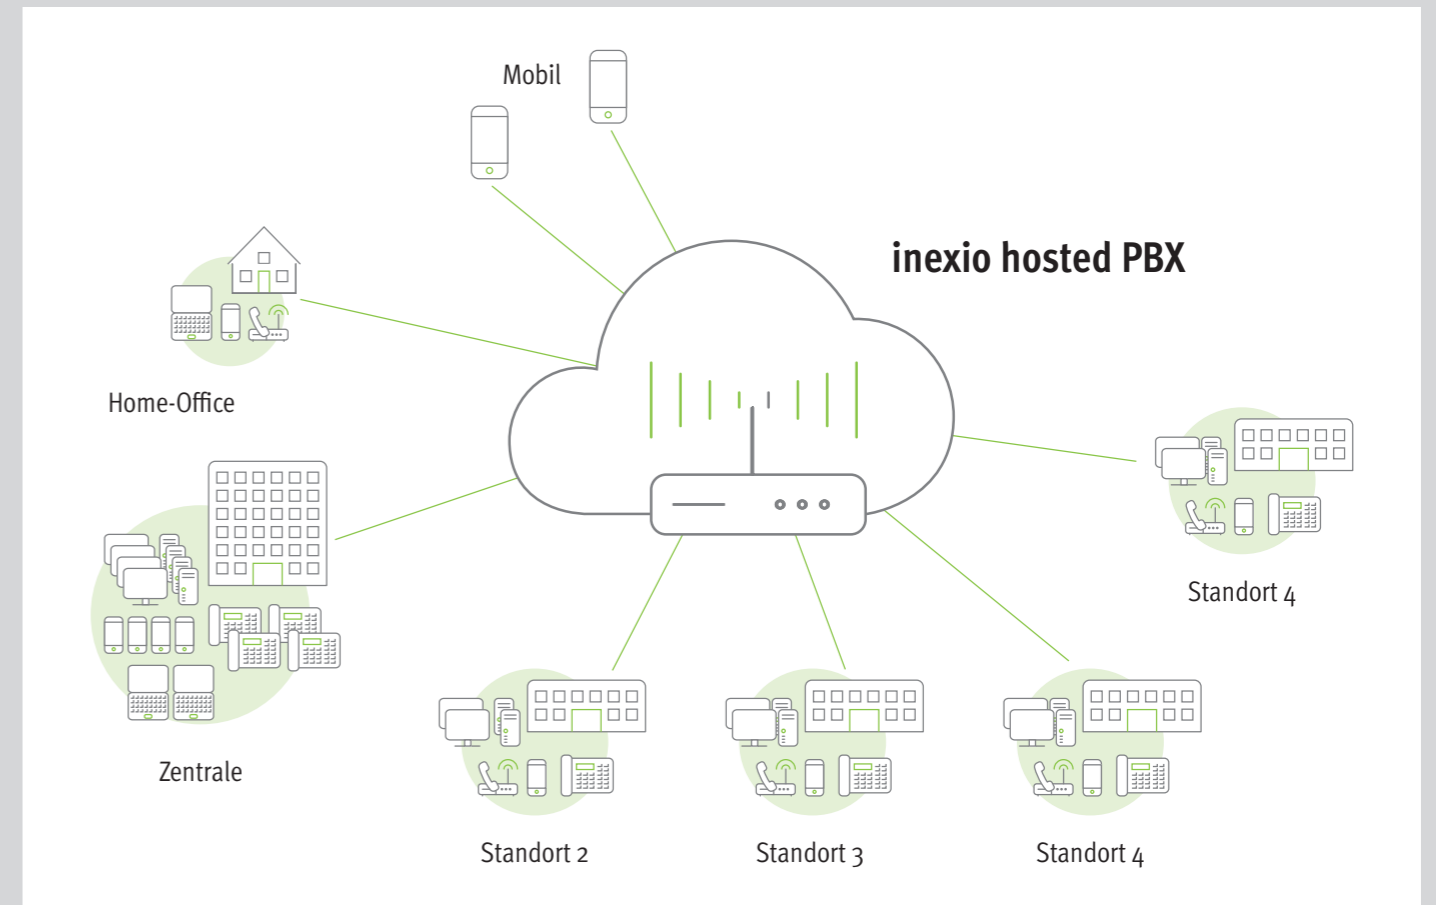 Mobil
inexio hosted PBX
Home-Office
Standort 4
Zentrale
Standort 2
Standort 3
Standort 4